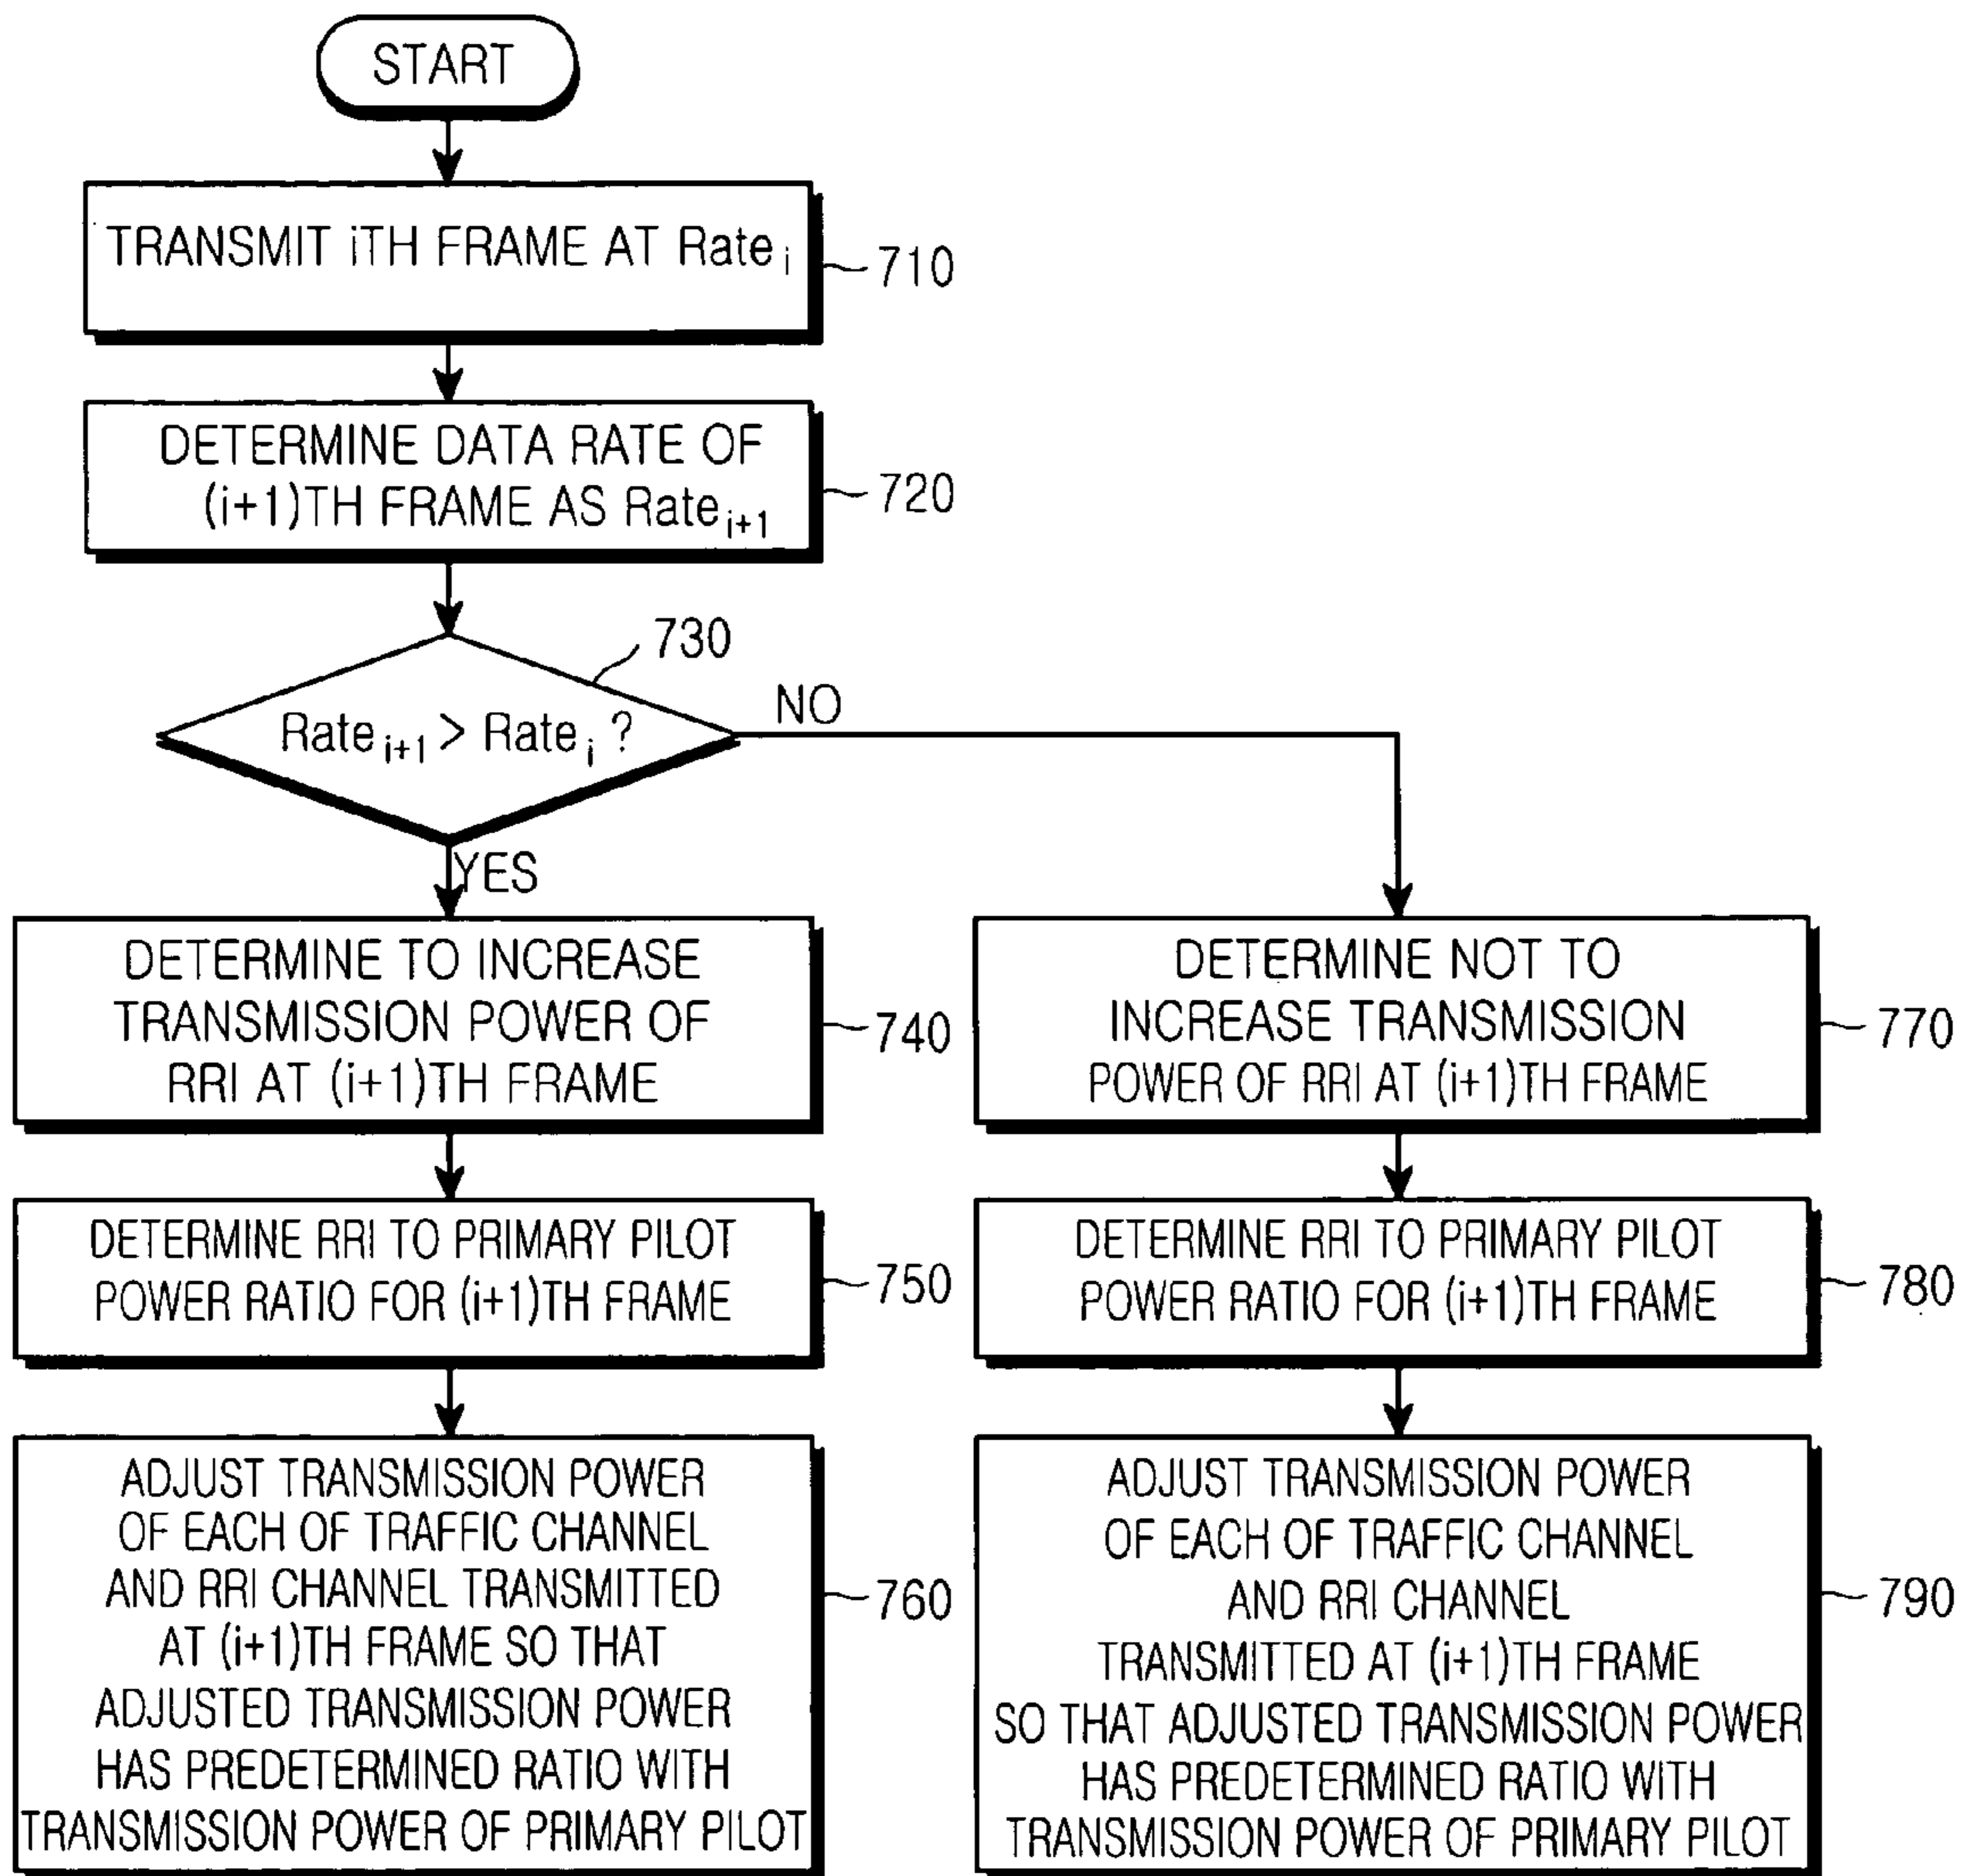 START
TRANSMIT iTH FRAME AT Rate i
710
DETERMINE DATA RATE OF
(i+1)TH FRAME AS Rate i+1
720
730
Rate i+1 > Rate i ?
NO
YES
DETERMINE TO INCREASE
TRANSMISSION POWER OF
RRI AT (i+1)TH FRAME
740
DETERMINE NOT TO
INCREASE TRANSMISSION
POWER OF RRI AT (i+1)TH FRAME
770
DETERMINE RRI TO PRIMARY PILOT
POWER RATIO FOR (i+1)TH FRAME
750
DETERMINE RRI TO PRIMARY PILOT
POWER RATIO FOR (i+1)TH FRAME
780
ADJUST TRANSMISSION POWER
OF EACH OF TRAFFIC CHANNEL
AND RRI CHANNEL TRANSMITTED
AT (i+1)TH FRAME SO THAT
ADJUSTED TRANSMISSION POWER
HAS PREDETERMINED RATIO WITH
TRANSMISSION POWER OF PRIMARY PILOT
760
ADJUST TRANSMISSION POWER
OF EACH OF TRAFFIC CHANNEL
AND RRI CHANNEL
TRANSMITTED AT (i+1)TH FRAME
SO THAT ADJUSTED TRANSMISSION POWER
HAS PREDETERMINED RATIO WITH
TRANSMISSION POWER OF PRIMARY PILOT
790